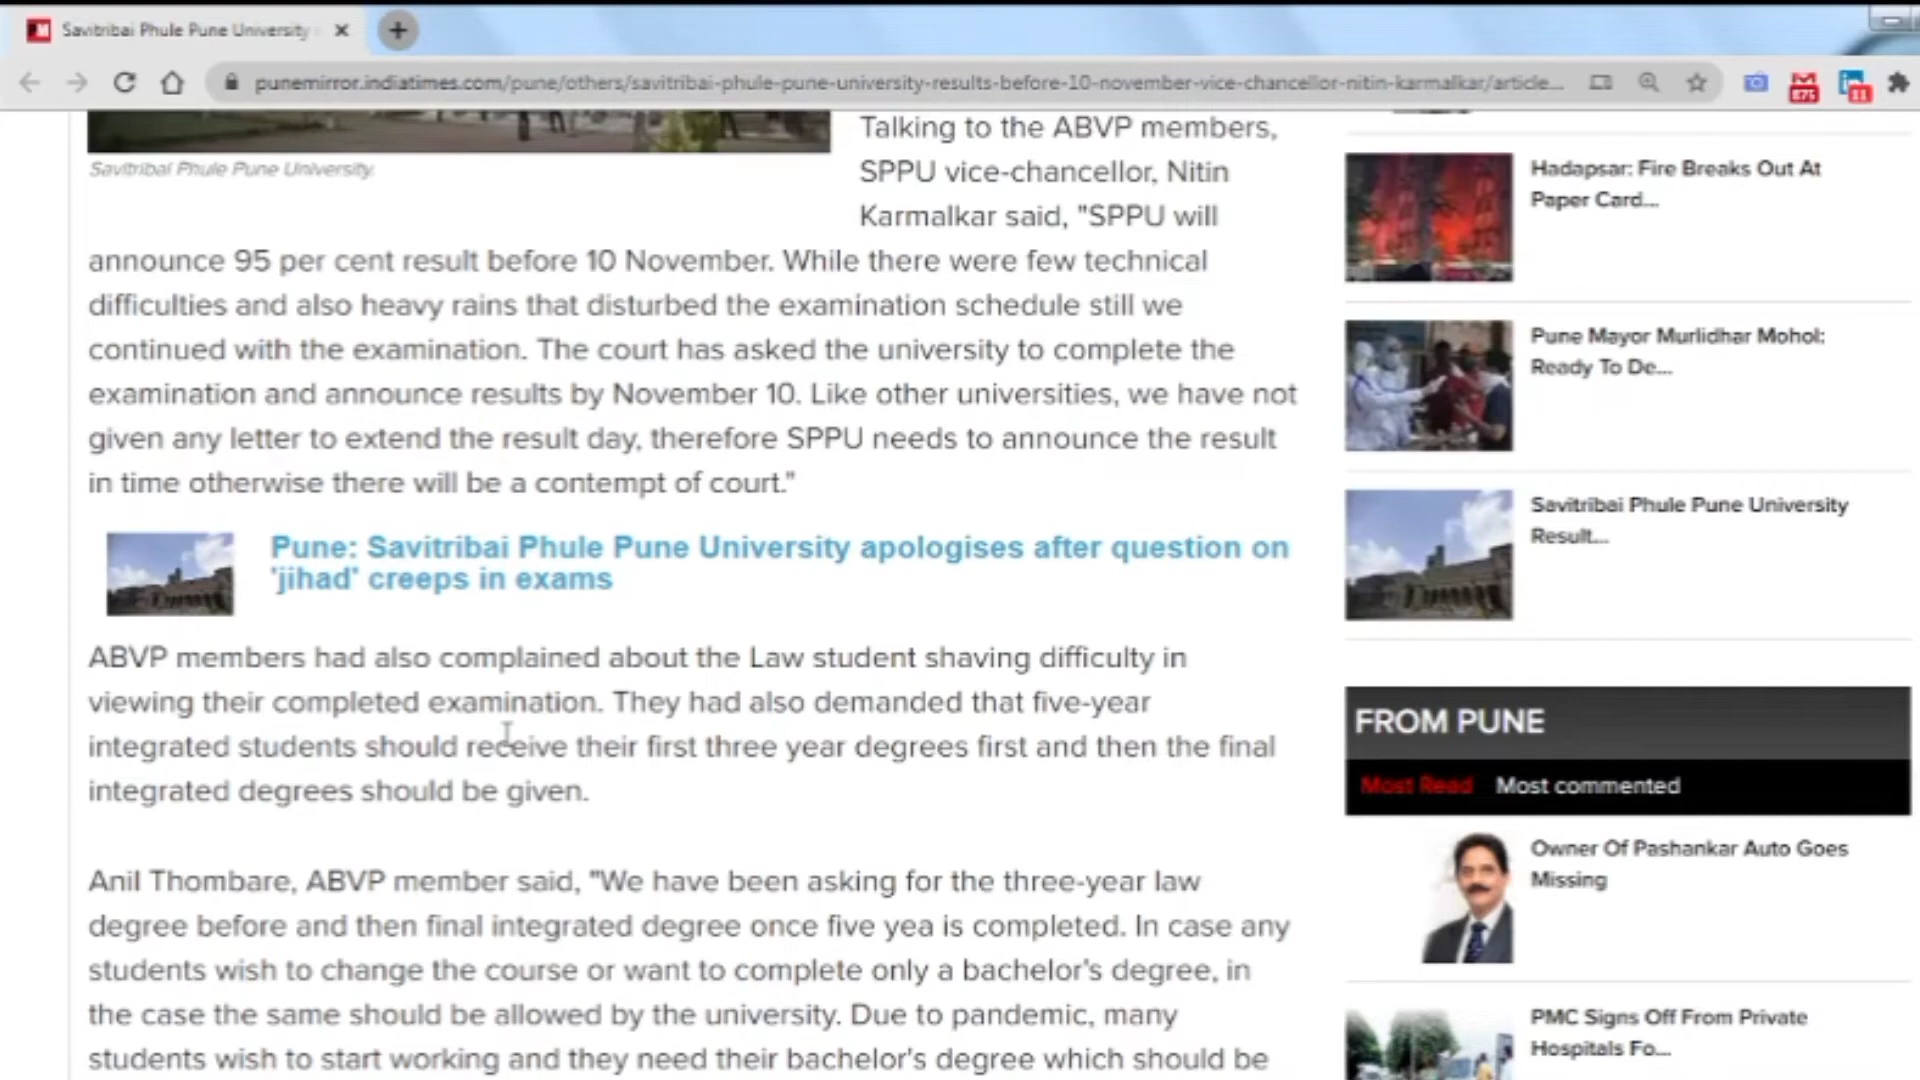 Savitribai Phule Pune University
punemirror.indiatimes.com/pune/others/savitribai-phule-pune-university-results-before-10-november-vice-chancellor-nitin-karmalkar/article...
875
11
Savitribai Phule Pune University.
Talking to the ABVP members,
SPPU vice-chancellor, Nitin
Karmalkar said, "SPPU will
announce 95 per cent result before 10 November. While there were few technical
difficulties and also heavy rains that disturbed the examination schedule still we
continued with the examination. The court has asked the university to complete the
examination and announce results by November 10. Like other universities, we have not
given any letter to extend the result day, therefore SPPU needs to announce the result
in time otherwise there will be a contempt of court."
Pune: Savitribai Phule Pune University apologises after question on
'jihad' creeps in exams
ABVP members had also complained about the Law student shaving difficulty in
viewing their completed examination. They had also demanded that five-year
integrated students should receive their first three year degrees first and then the final
integrated degrees should be given.
Anil Thombare, ABVP member said, "We have been asking for the three-year law
degree before and then final integrated degree once five yea is completed. In case any
students wish to change the course or want to complete only a bachelor's degree, in
the case the same should be allowed by the university. Due to pandemic, many
students wish to start working and they need their bachelor's degree which should be
Hadapsar: Fire Breaks Out At
Paper Card...
Pune Mayor Murlidhar Mohol:
Ready To De...
Savitribai Phule Pune University
Result...
FROM PUNE
Most Read Most commented
Owner Of Pashankar Auto Goes
Missing
PMC Signs Off From Private
Hospitals Fo...